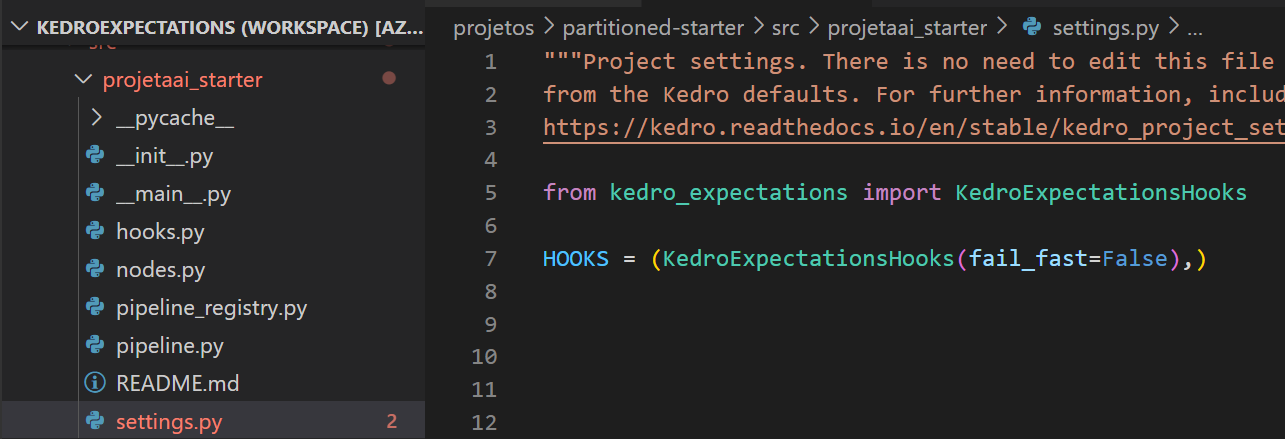 KEDROEXPECTATIONS (WORKSPACE) [AZ...
src
projetaai_starter
__pycache__
__init__.py
__main__.py
hooks.py
nodes.py
pipeline_registry.py
pipeline.py
README.md
settings.py 2
projetos > partitioned-starter > src > projetaai_starter > settings.py > ...
1 """Project settings. There is no need to edit this file
2 from the Kedro defaults. For further information, includ
3 https://kedro.readthedocs.io/en/stable/kedro_project_set
4
5 from kedro_expectations import KedroExpectationsHooks
6
7 HOOKS = (KedroExpectationsHooks(fail_fast=False),)
8
9
10
11
12